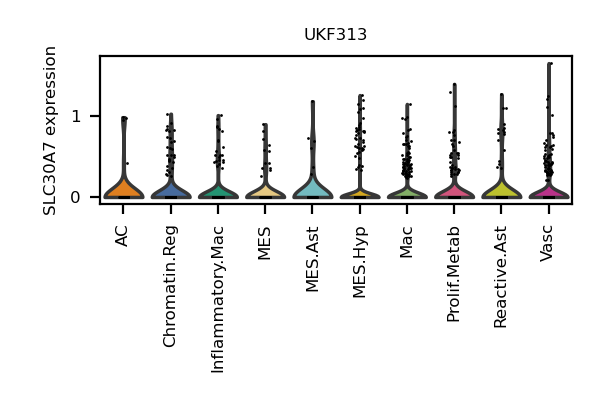 UKF313
SLC30A7 expression
1
0
AC
Chromatin.Reg
Inflammatory.Mac
MES
MES.Ast
MES.Hyp
Mac
Prolif.Metab
Reactive.Ast
Vasc